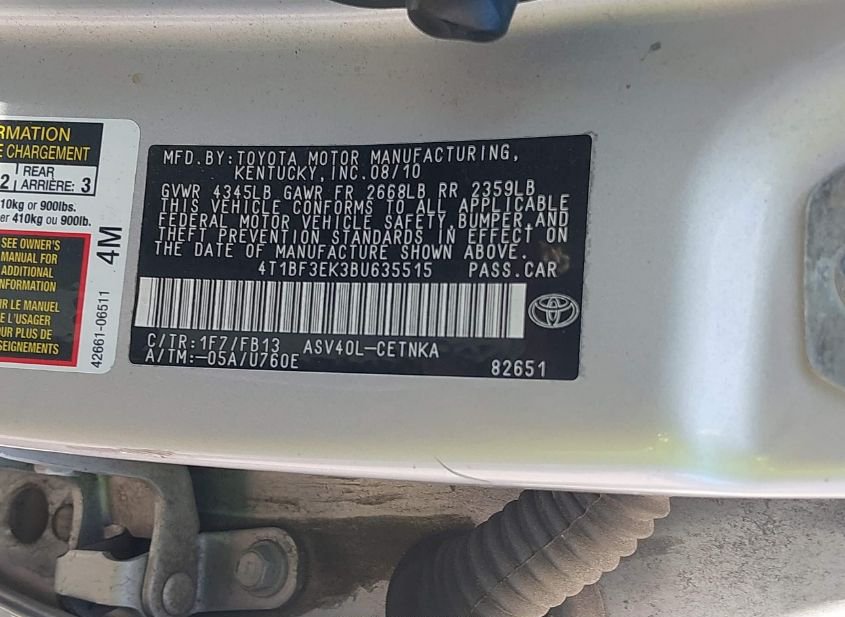 RMATION
E CHARGEMENT
2 REAR ARRIÈRE: 3
10kg or 900lbs.
er 410kg ou 900lb.
SEE OWNER'S
MANUAL FOR
ADDITIONAL
INFORMATION
IR LE MANUEL
E L'USAGER
OUR PLUS DE
SEIGNEMENTS
4M
42661-06511
MFD.BY:TOYOTA MOTOR MANUFACTURING,
KENTUCKY,INC.08/10
GVWR 4345LB GAWR FR 2668LB RR 2359LB
THIS VEHICLE CONFORMS TO ALL APPLICABLE
FEDERAL MOTOR VEHICLE SAFETY,BUMPER,AND
THEFT PREVENTION STANDARDS IN EFFECT ON
THE DATE OF MANUFACTURE SHOWN ABOVE.
4T1BF3EK3BU635515 PASS.CAR
C/TR:1F7/FB13 ASV40L-CETNKA
A/TM:-05A/U760E
82651